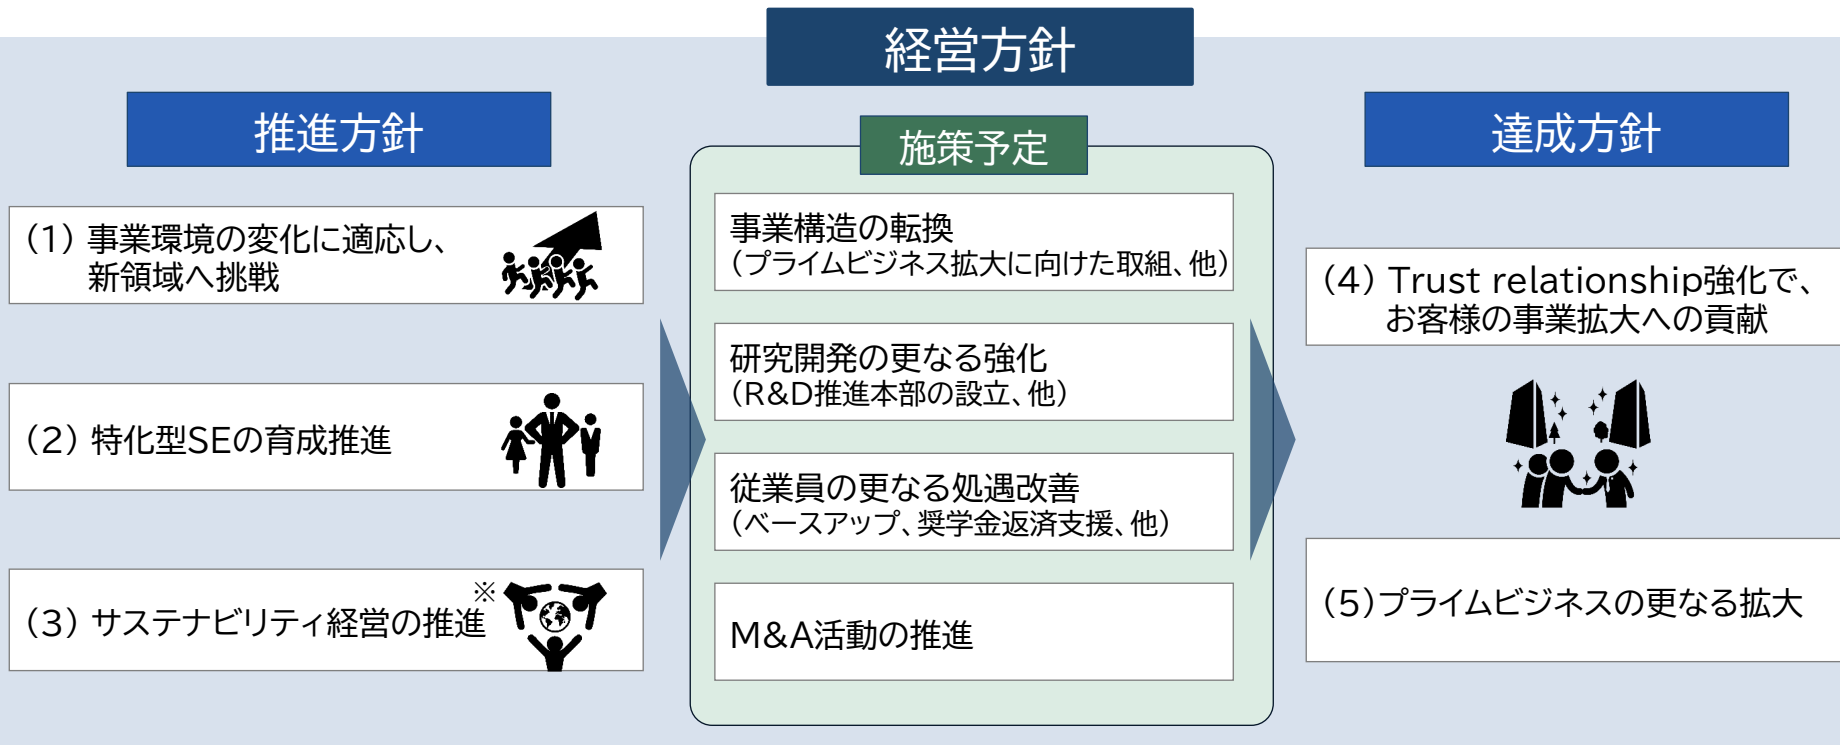 経営方針
推進方針
(1) 事業環境の変化に適応し、
新領域へ挑戦
(2) 特化型SEの育成推進
(3) サステナビリティ経営の推進※
施策予定
事業構造の転換
(プライムビジネス拡大に向けた取組、他)
研究開発の更なる強化
(R&D推進本部の設立、他)
従業員の更なる処遇改善
(ベースアップ、奨学金返済支援、他)
M&A活動の推進
達成方針
(4) Trust relationship強化で、
お客様の事業拡大への貢献
(5)プライムビジネスの更なる拡大